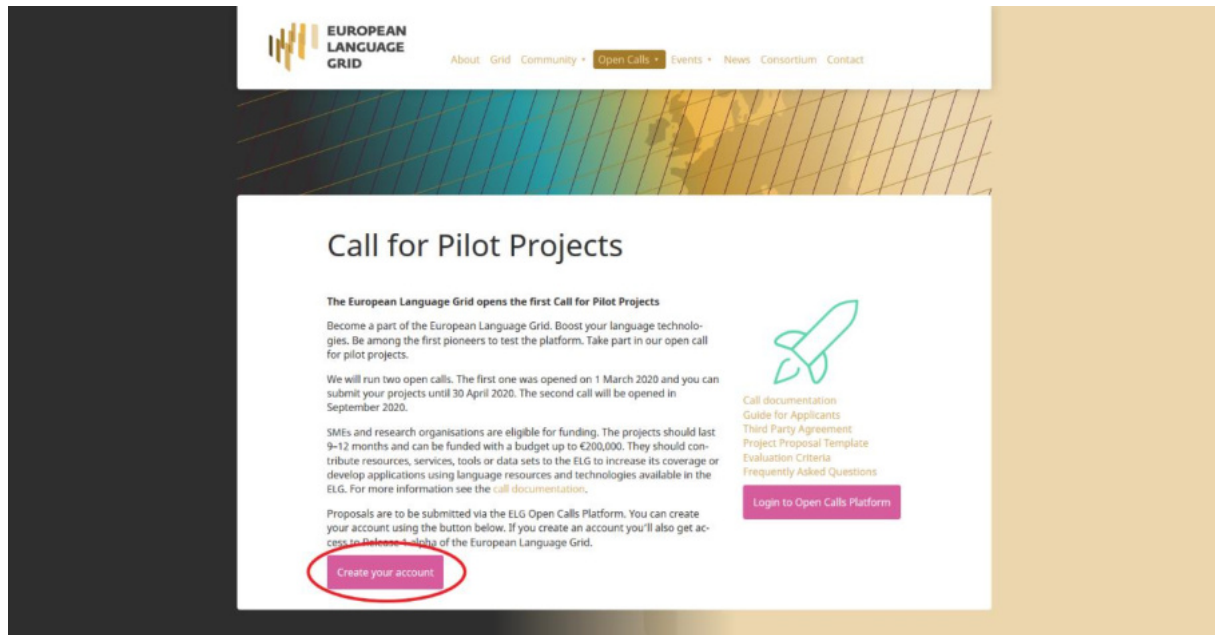 EUROPEAN
LANGUAGE
GRID
About Grid Community Open Calls Events News Consortium Contact
Call for Pilot Projects
The European Language Grid opens the first Call for Pilot Projects
Become a part of the European Language Grid. Boost your language technolo-
gies. Be among the first pioneers to test the platform. Take part in our open call
for pilot projects.
We will run two open calls. The first one was opened on 1 March 2020 and you can
submit your projects until 30 April 2020. The second call will be opened in
September 2020.
SMEs and research organisations are eligible for funding. The projects should last
9–12 months and can be funded with a budget up to €200,000. They should con-
tribute resources, services, tools or data sets to the ELG to increase its coverage or
develop applications using language resources and technologies available in the
ELG. For more information see the call documentation.
Proposals are to be submitted via the ELG Open Calls Platform. You can create
your account using the button below. If you create an account you'll also get ac-
cess to Release 1 alpha of the European Language Grid.
Create your account
Call documentation
Guide for Applicants
Third Party Agreement
Project Proposal Template
Evaluation Criteria
Frequently Asked Questions
Login to Open Calls Platform